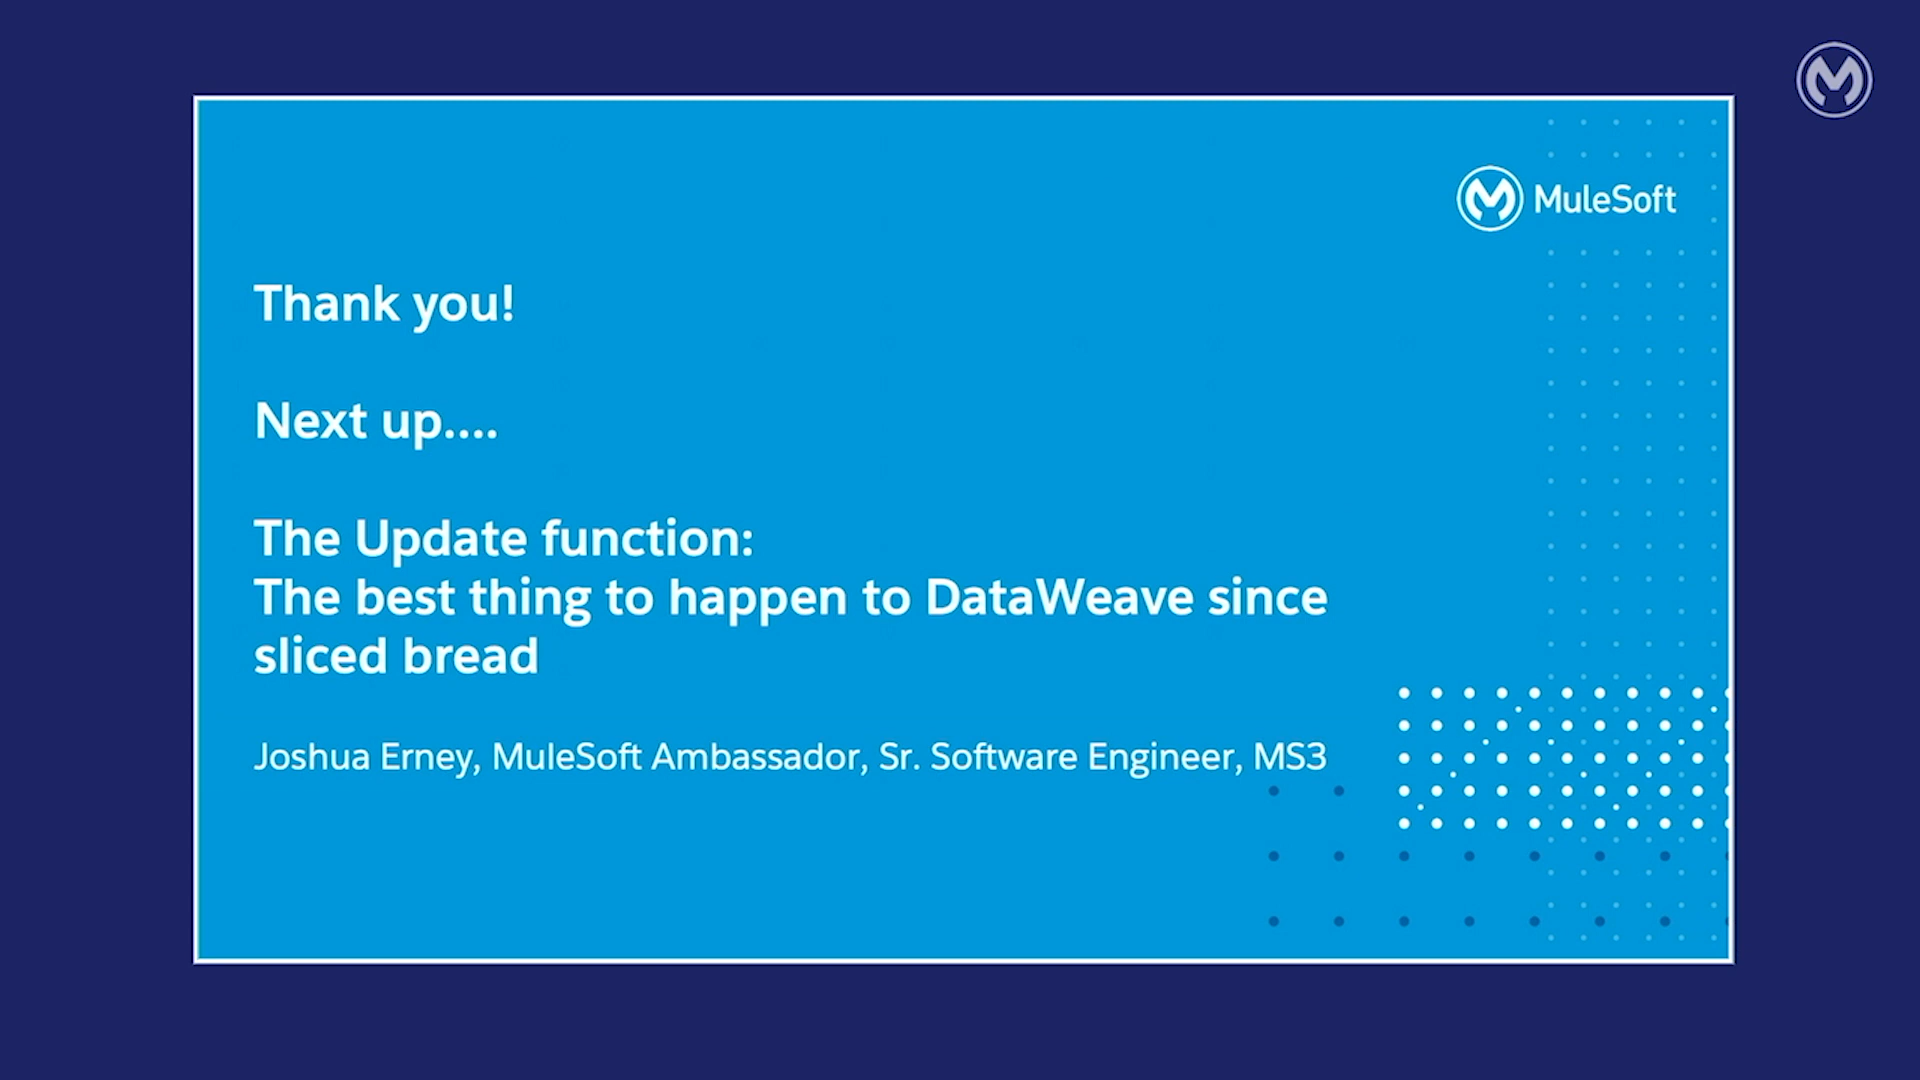 MuleSoft
Thank you!
Next up....
The Update function:
The best thing to happen to DataWeave since
sliced bread
Joshua Erney, MuleSoft Ambassador, Sr. Software Engineer, MS3